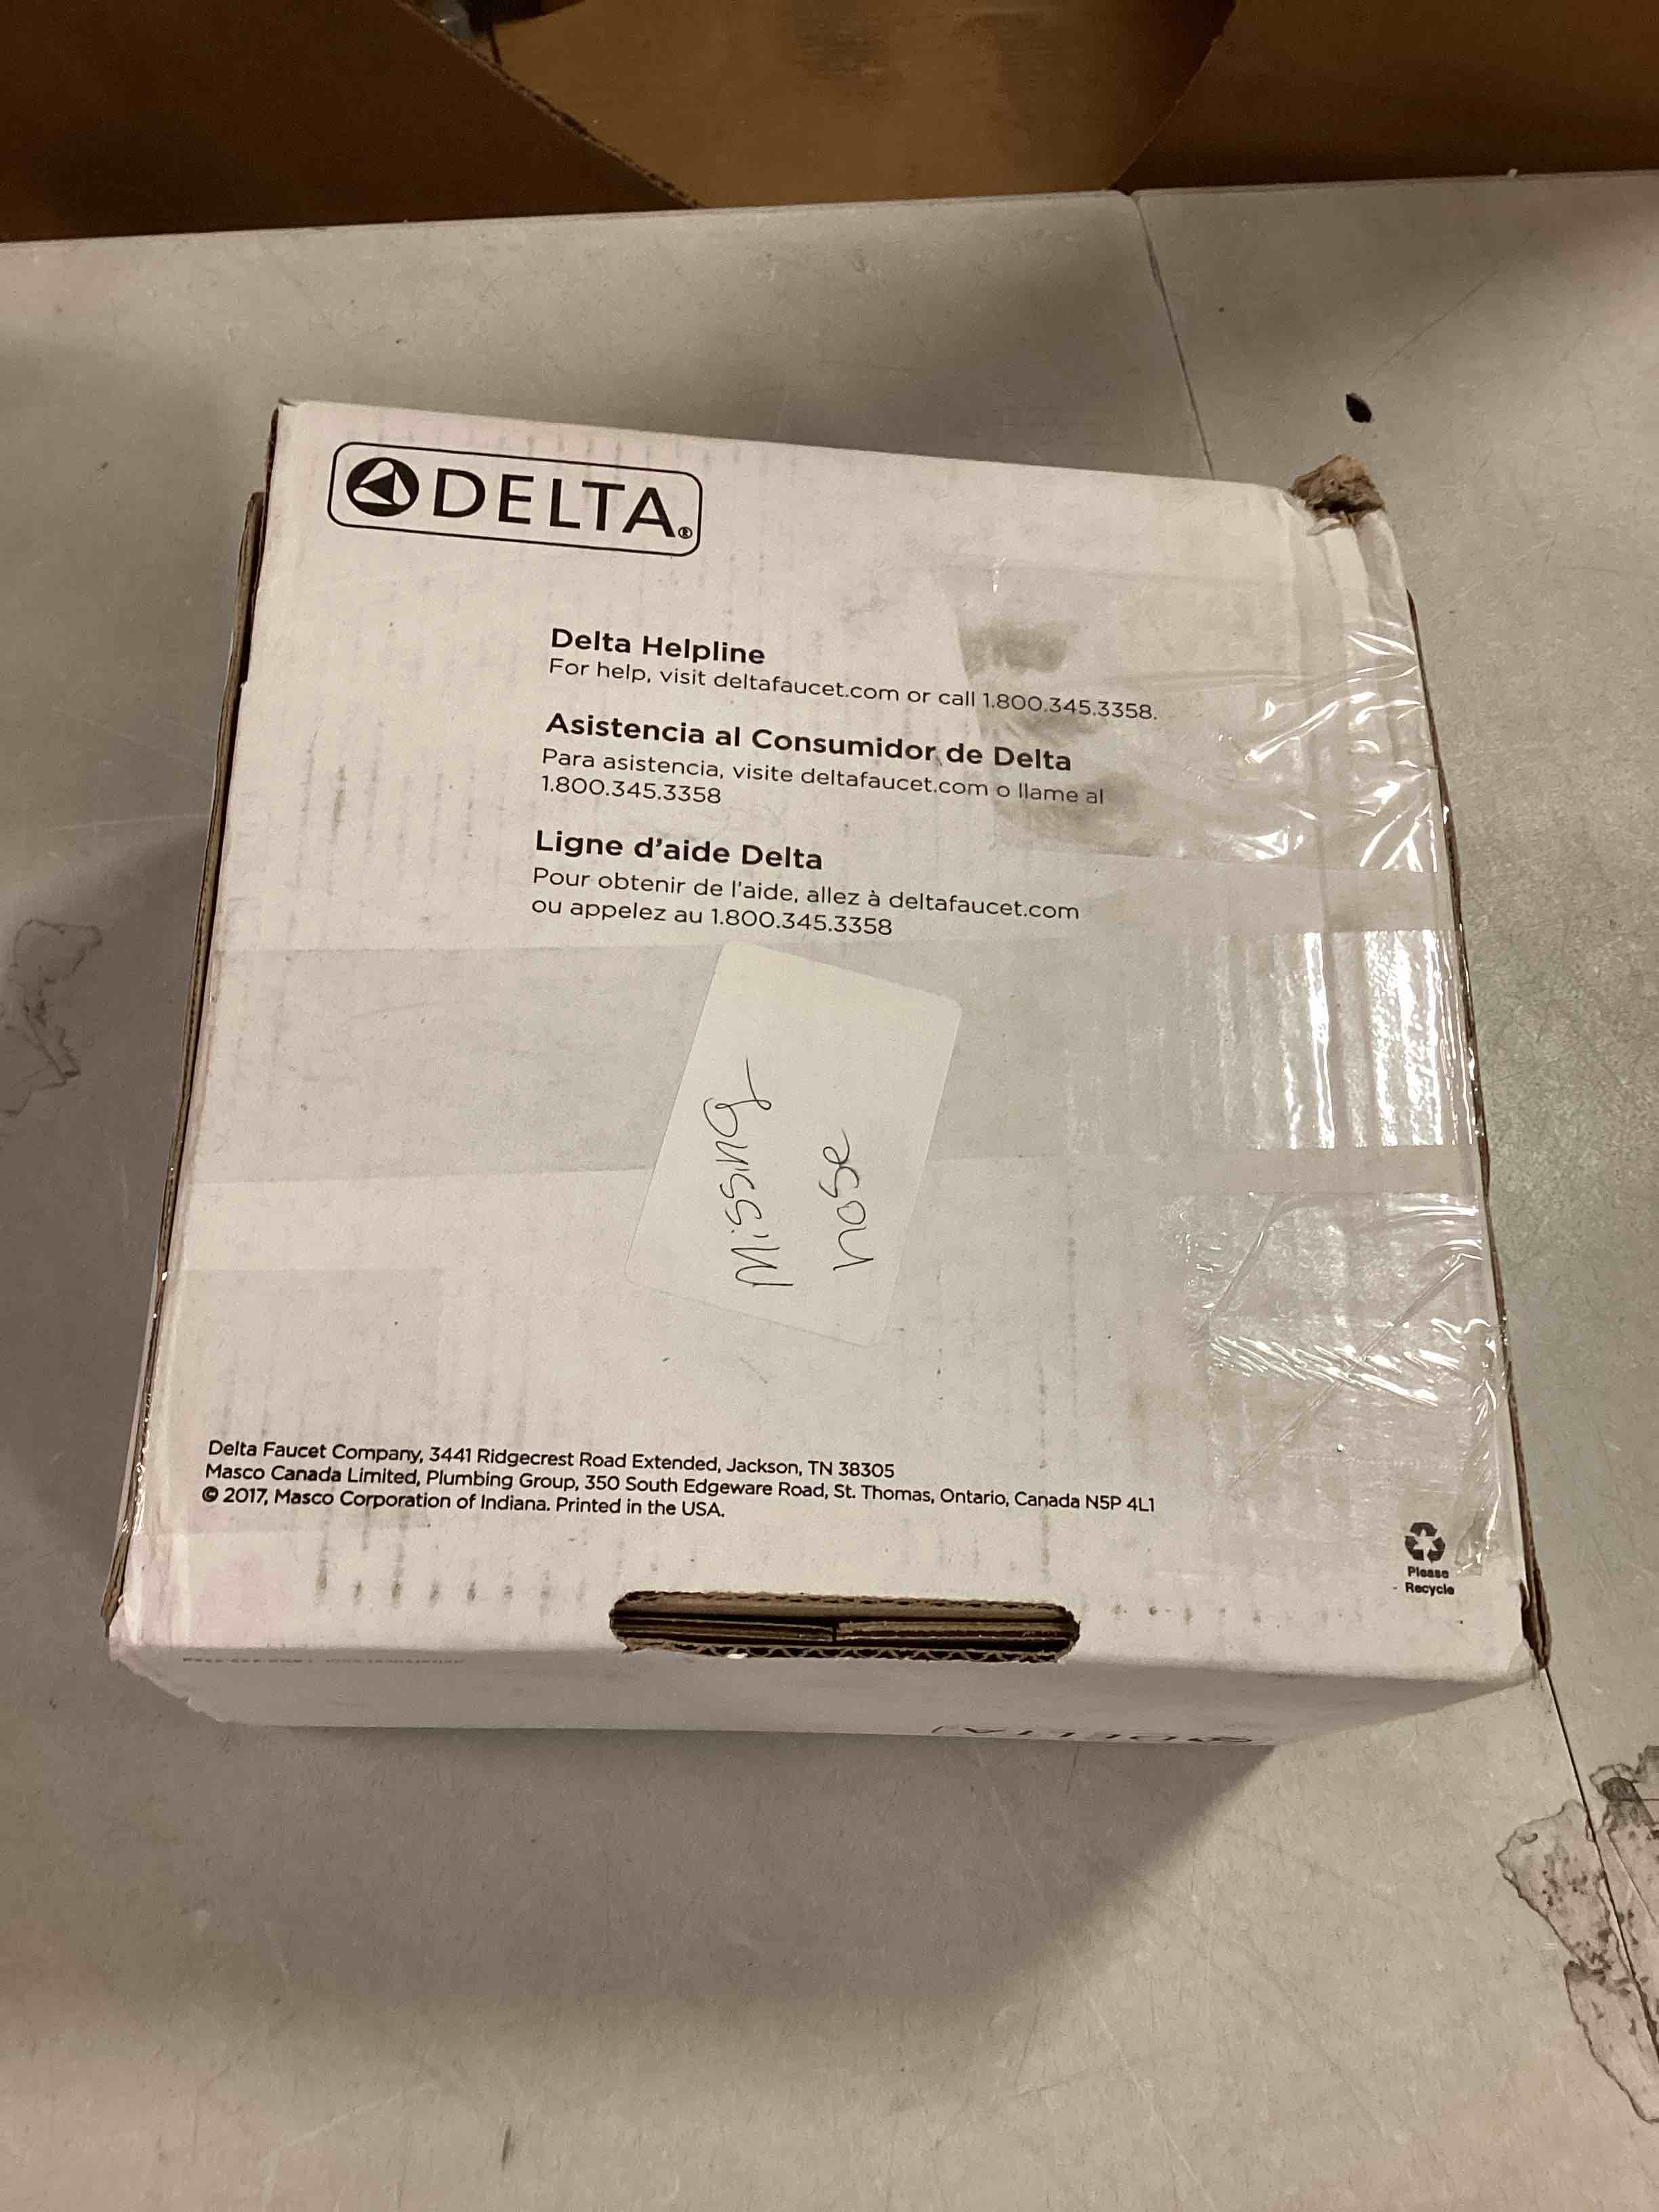 DELTA®
Delta Helpline
For help, visit deltafaucet.com or call 1.800.345.3358.
Asistencia al Consumidor de Delta
Para asistencia, visite deltafaucet.com o llame al
1.800.345.3358
Ligne d'aide Delta
Pour obtenir de l'aide, allez à deltafaucet.com
ou appelez au 1.800.345.3358
Missing
hose
Delta Faucet Company, 3441 Ridgecrest Road Extended, Jackson, TN 38305
Masco Canada Limited, Plumbing Group, 350 South Edgeware Road, St. Thomas, Ontario, Canada N5P 4L1
© 2017, Masco Corporation of Indiana. Printed in the USA.
Please
Recycle
DELTA